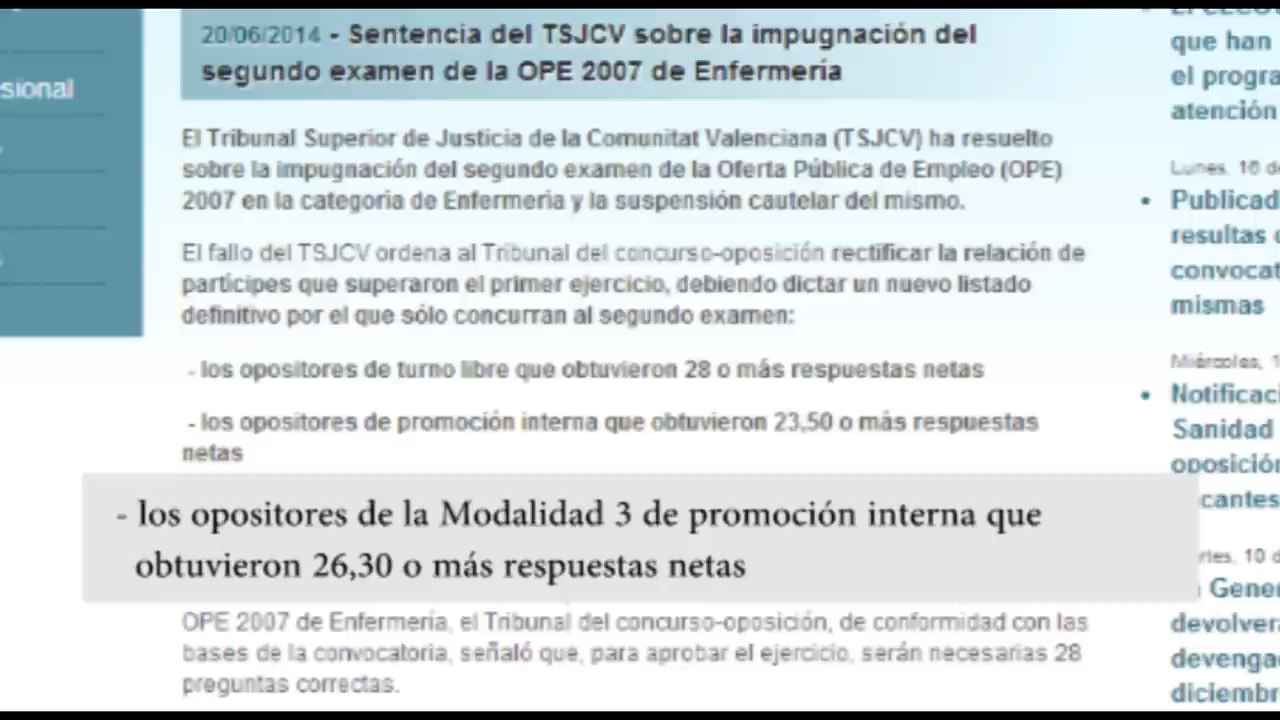 sional
20/06/2014 - Sentencia del TSJCV sobre la impugnación del
segundo examen de la OPE 2007 de Enfermería
El Tribunal Superior de Justicia de la Comunitat Valenciana (TSJCV) ha resuelto
sobre la impugnación del segundo examen de la Oferta Pública de Empleo (OPE)
2007 en la categoría de Enfermería y la suspensión cautelar del mismo.
El fallo del TSJCV ordena al Tribunal del concurso-oposición rectificar la relación de
partícipes que superaron el primer ejercicio, debiendo dictar un nuevo listado
definitivo por el que sólo concurran al segundo examen:
- los opositores de turno libre que obtuvieron 28 o más respuestas netas
- los opositores de promoción interna que obtuvieron 23,50 o más respuestas
netas
- los opositores de la Modalidad 3 de promoción interna que
obtuvieron 26,30 o más respuestas netas
OPE 2007 de Enfermería, el Tribunal del concurso-oposición, de conformidad con las
bases de la convocatoria, señaló que, para aprobar el ejercicio, serán necesarias 28
preguntas correctas.
que han
el progra
atención
Lunes, 16 de
• Publicad
resultas
convocat
mismas
Miércoles, 1
• Notificaci
Sanidad
oposición
cantes
rtes, 10 d
Gener
devolver
devenga
diciembr